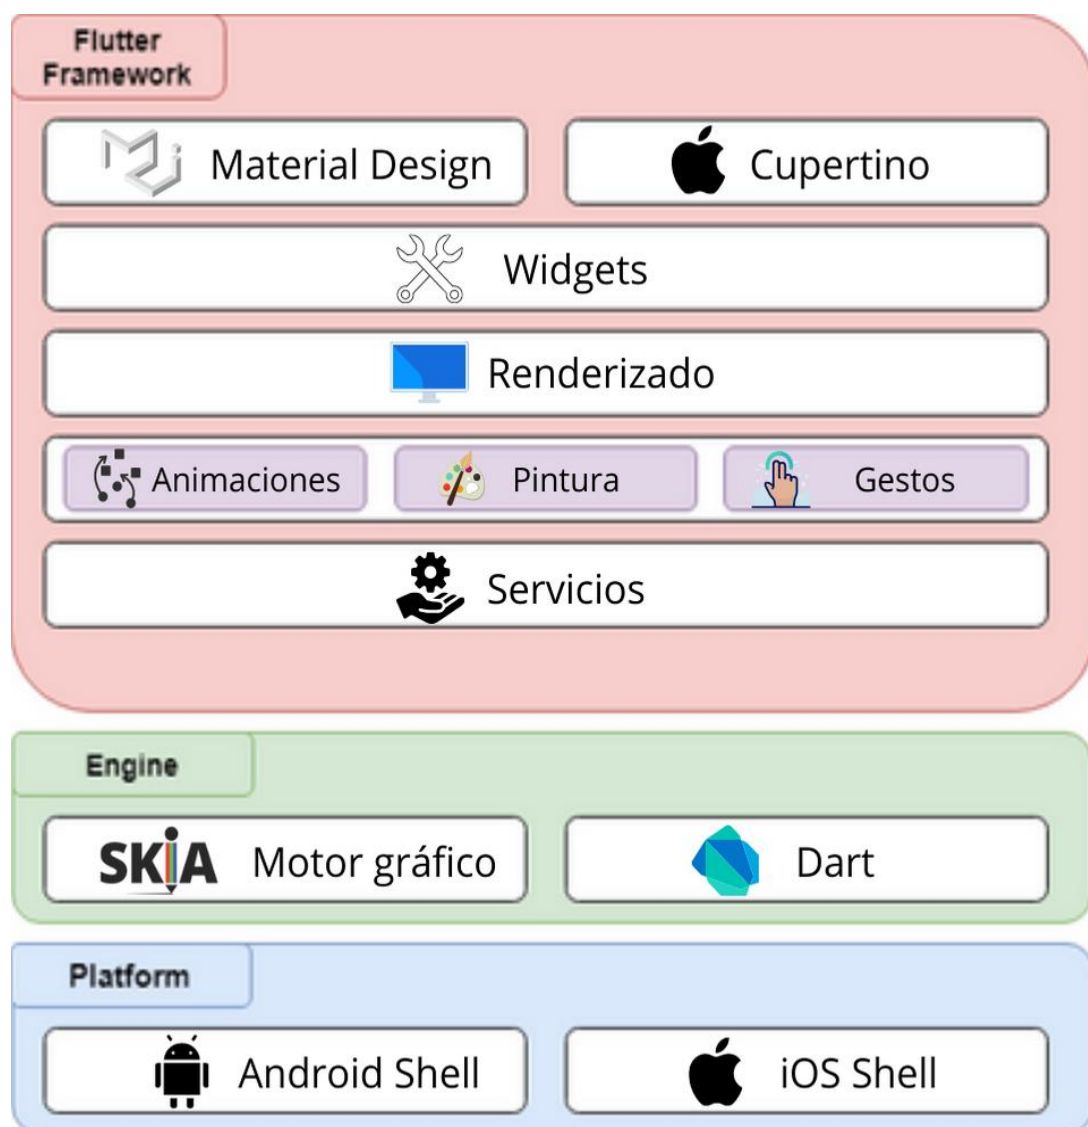 Flutter
Framework
Material Design
Cupertino
Widgets
Renderizado
Animaciones
Pintura
Gestos
Servicios
Engine
SKiA Motor gráfico
Dart
Platform
Android Shell
iOS Shell